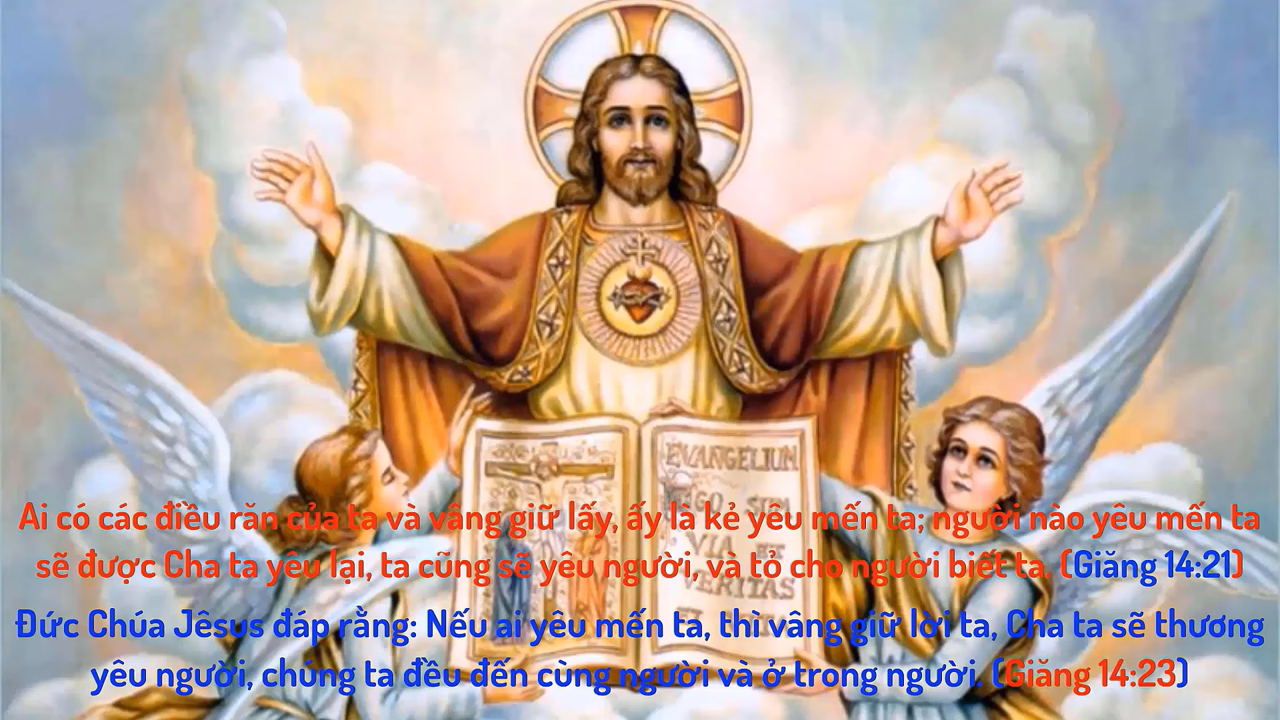 EVANGELIUM
EGO SUM
VIA ET
VERITAS
Ai có các điều răn của ta và vâng giữ lấy, ấy là kẻ yêu mến ta; người nào yêu mến ta
sẽ được Cha ta yêu lại, ta cũng sẽ yêu người, và tỏ cho người biết ta. (Giăng 14:21)
Đức Chúa Jêsus đáp rằng: Nếu ai yêu mến ta, thì vâng giữ lời ta, Cha ta sẽ thương
yêu người, chúng ta đều đến cùng người và ở trong người. (Giăng 14:23)